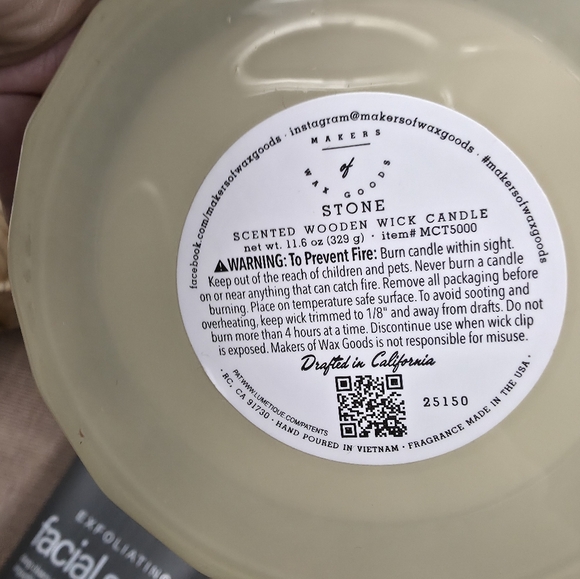 facebook.com/makersofwaxgoods · instagram@makersofwaxgoods · #makersofwaxgoods
MAKERS
of
WAX GOODS
STONE
SCENTED WOODEN WICK CANDLE
net wt. 11.6 oz (329 g) · item# MCT5000
⚠WARNING: To Prevent Fire: Burn candle within sight.
Keep out of the reach of children and pets. Never burn a candle
on or near anything that can catch fire. Remove all packaging before
burning. Place on temperature safe surface. To avoid sooting and
overheating, keep wick trimmed to 1/8" and away from drafts. Do not
burn more than 4 hours at a time. Discontinue use when wick clip
is exposed. Makers of Wax Goods is not responsible for misuse.
Drafted in California
25150
PAT:WWW.LUMETIQUE.COM/PATENTS
· RC, CA 91730 · HAND POURED IN VIETNAM · FRAGRANCE MADE IN THE USA ·
EXFOLIATING
facial